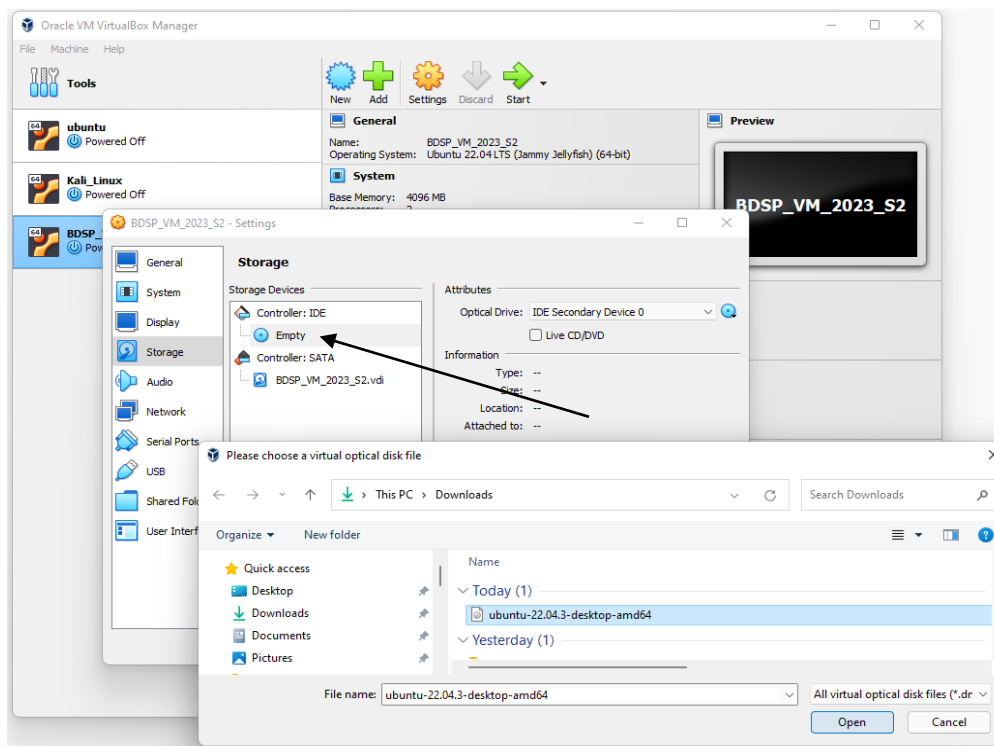 Oracle VM VirtualBox Manager
File Machine Help
Tools
New Add Settings Discard Start
64 ubuntu
Powered Off
64 Kali_Linux
Powered Off
64 BDSP_
Pow
General
Name: BDSP_VM_2023_S2
Operating System: Ubuntu 22.04 LTS (Jammy Jellyfish) (64-bit)
System
Base Memory: 4096 MB
Preview
BDSP_VM_2023_S2
BDSP_VM_2023_S2 - Settings
General
System
Display
Storage
Audio
Network
Serial Ports
USB
Shared Fol
User Interf
Storage
Storage Devices
Controller: IDE
Empty
Controller: SATA
BDSP_VM_2023_S2.vdi
Attributes
Optical Drive: IDE Secondary Device 0
Live CD/DVD
Information
Type: --
Size: --
Location: --
Attached to: --
Please choose a virtual optical disk file
This PC › Downloads
Search Downloads
Organize New folder
Quick access
Desktop
Downloads
Documents
Pictures
Name
Today (1)
ubuntu-22.04.3-desktop-amd64
Yesterday (1)
File name: ubuntu-22.04.3-desktop-amd64
All virtual optical disk files (*.dr
Open Cancel